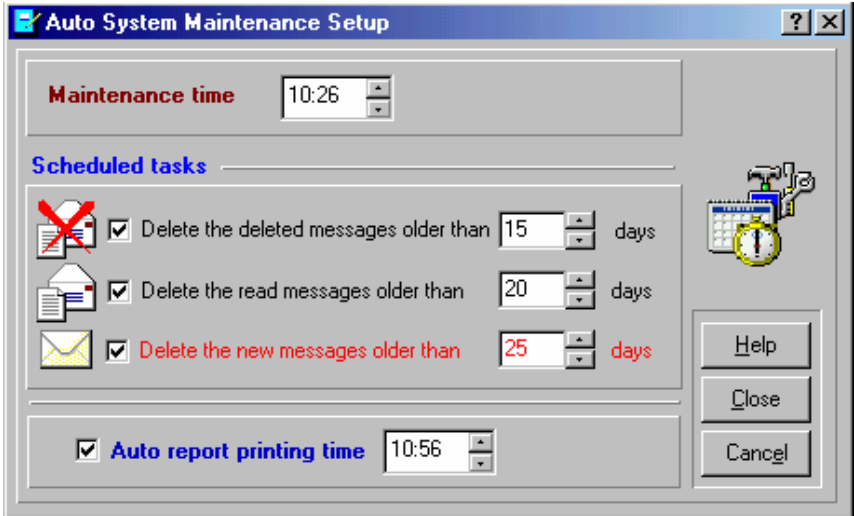 Auto System Maintenance Setup
Maintenance time 10:26
Scheduled tasks
Delete the deleted messages older than 15 days
Delete the read messages older than 20 days
Delete the new messages older than 25 days
Auto report printing time 10:56
Help
Close
Cancel